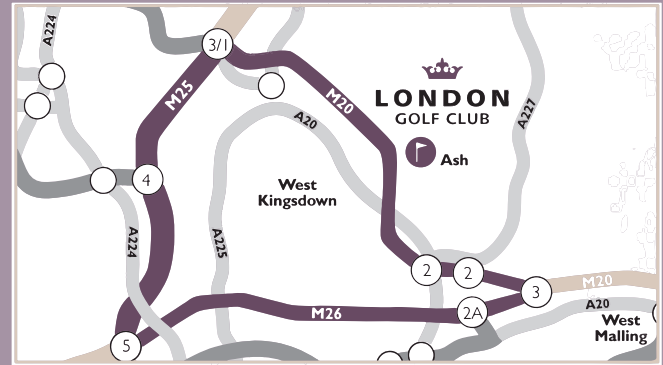 A224
3/1
M25
M20
LONDON
GOLF CLUB
A227
A20
Ash
4
West
Kingsdown
A224
A225
2
2
3
M20
M26
2A
A20
West
Malling
5